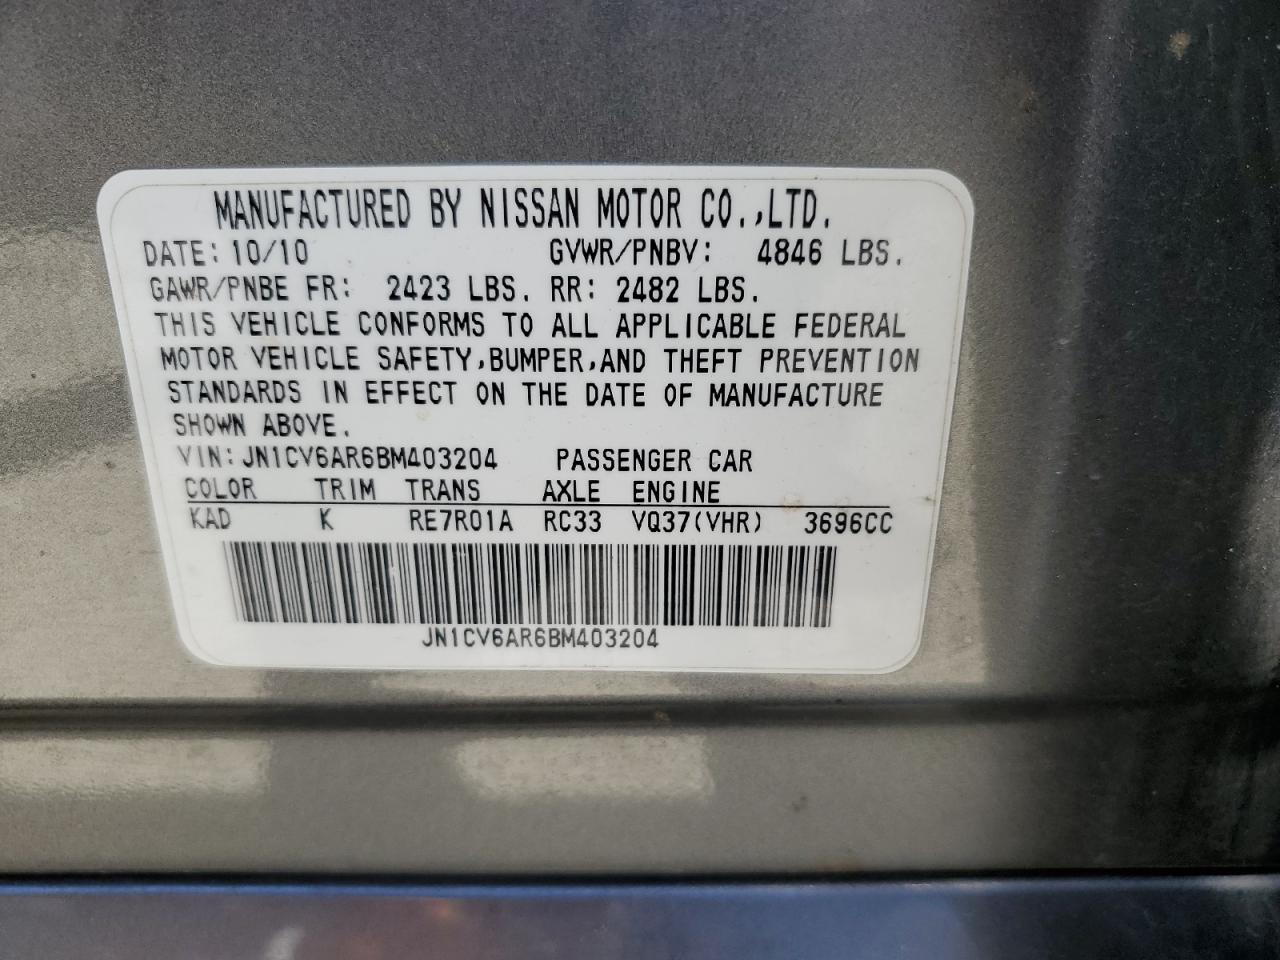 MANUFACTURED BY NISSAN MOTOR CO.,LTD.
DATE: 10/10 GVWR/PNBV: 4846 LBS.
GAWR/PNBE FR: 2423 LBS. RR: 2482 LBS.
THIS VEHICLE CONFORMS TO ALL APPLICABLE FEDERAL
MOTOR VEHICLE SAFETY,BUMPER,AND THEFT PREVENTION
STANDARDS IN EFFECT ON THE DATE OF MANUFACTURE
SHOWN ABOVE.
VIN: JN1CV6AR6BM403204 PASSENGER CAR
COLOR TRIM TRANS AXLE ENGINE
KAD K RE7R01A RC33 VQ37(VHR) 3696CC
JN1CV6AR6BM403204